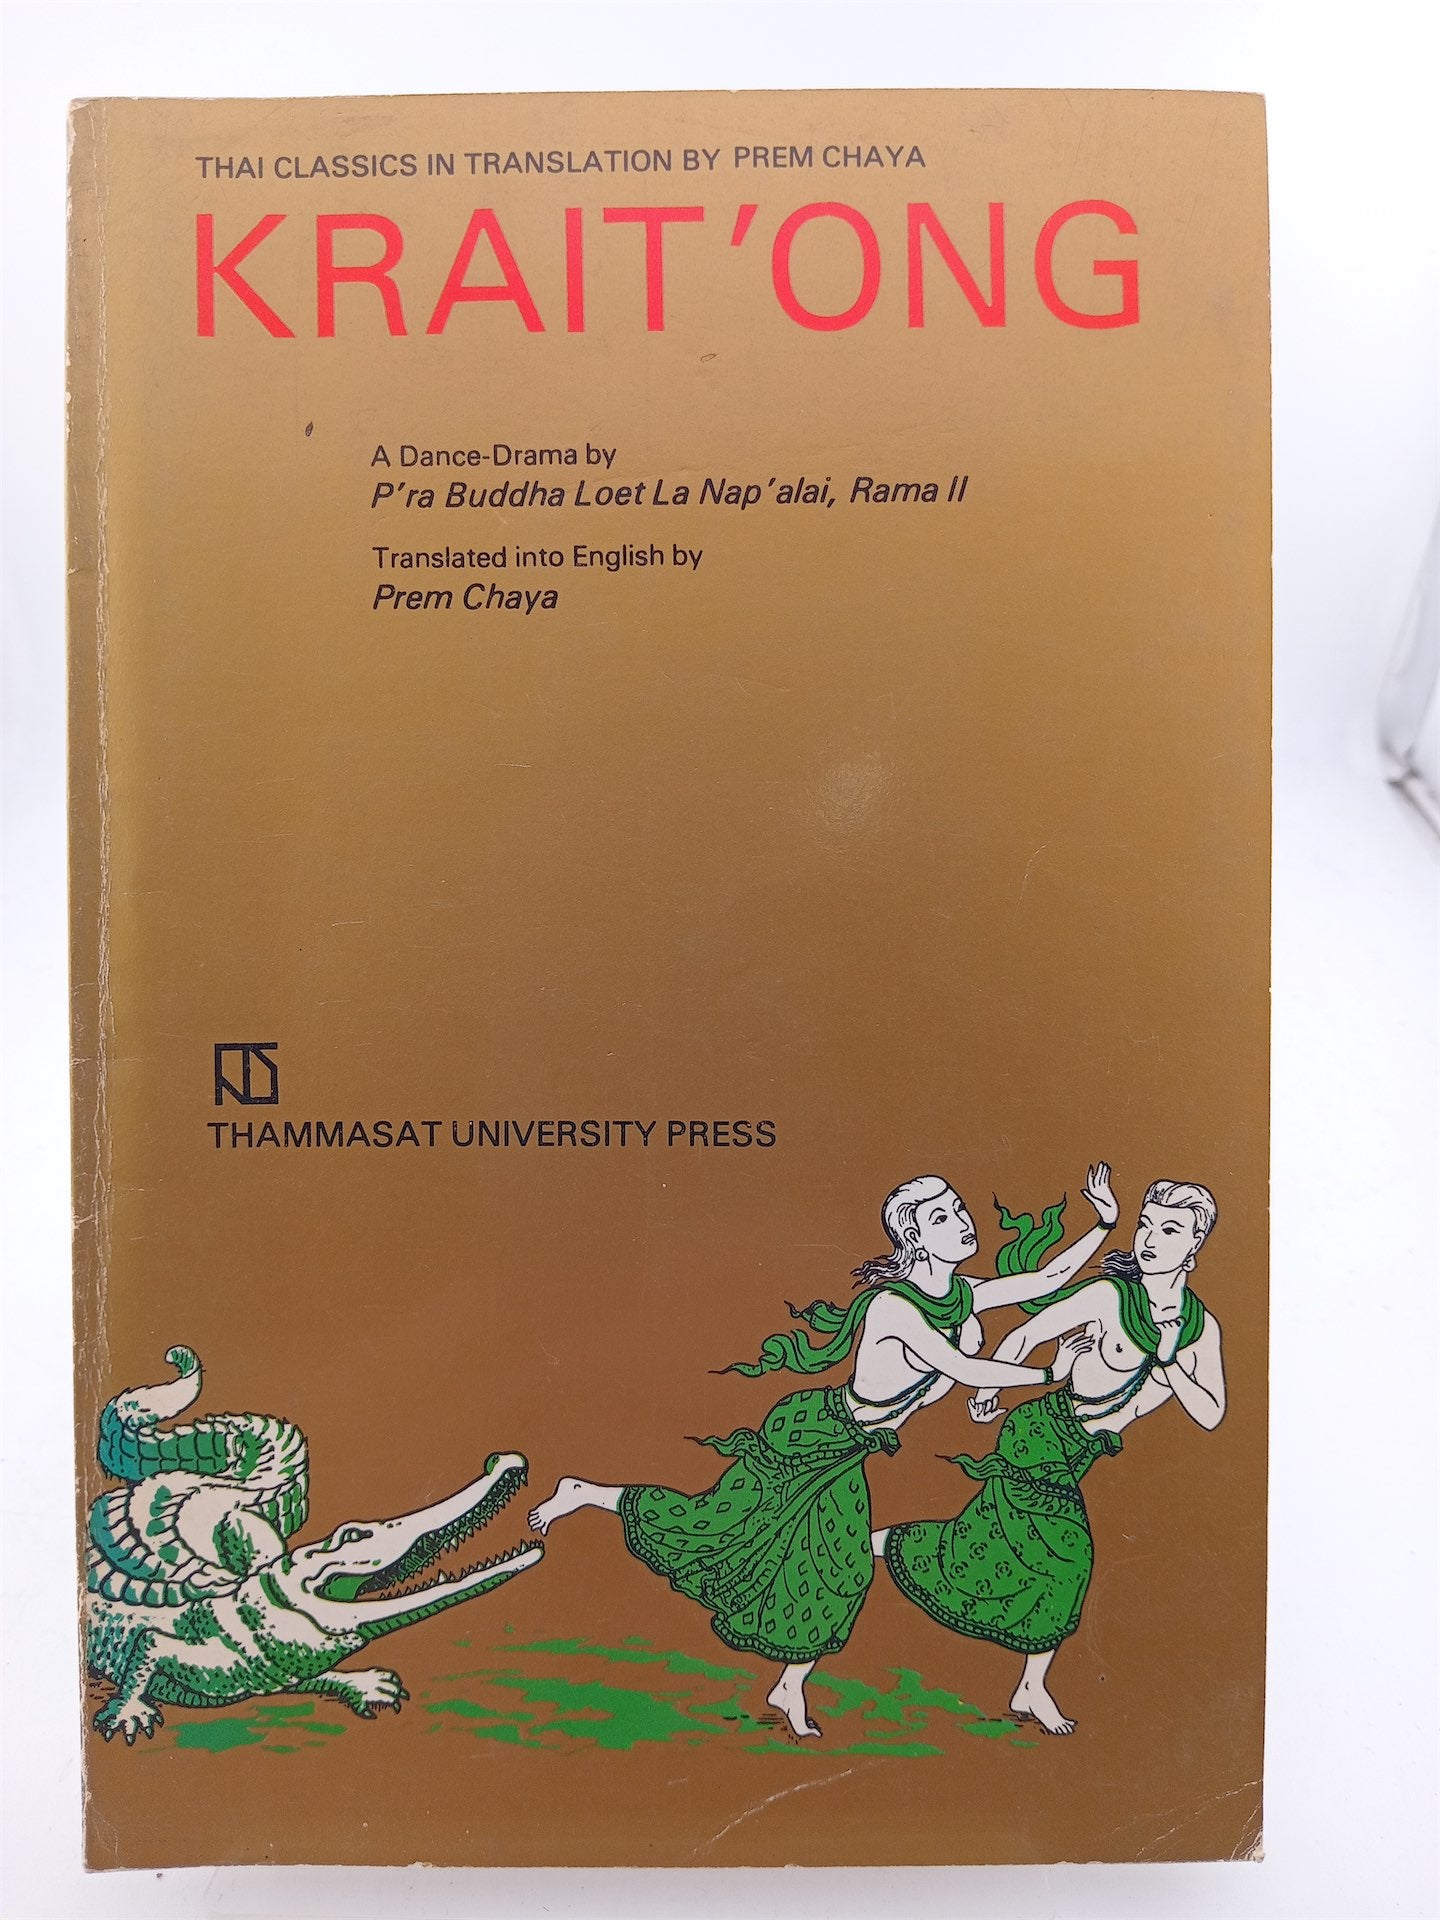 THAI CLASSICS IN TRANSLATION BY PREM CHAYA
KRAIT'ONG
A Dance-Drama by
P'ra Buddha Loet La Nap'alai, Rama II
Translated into English by
Prem Chaya
THAMMASAT UNIVERSITY PRESS